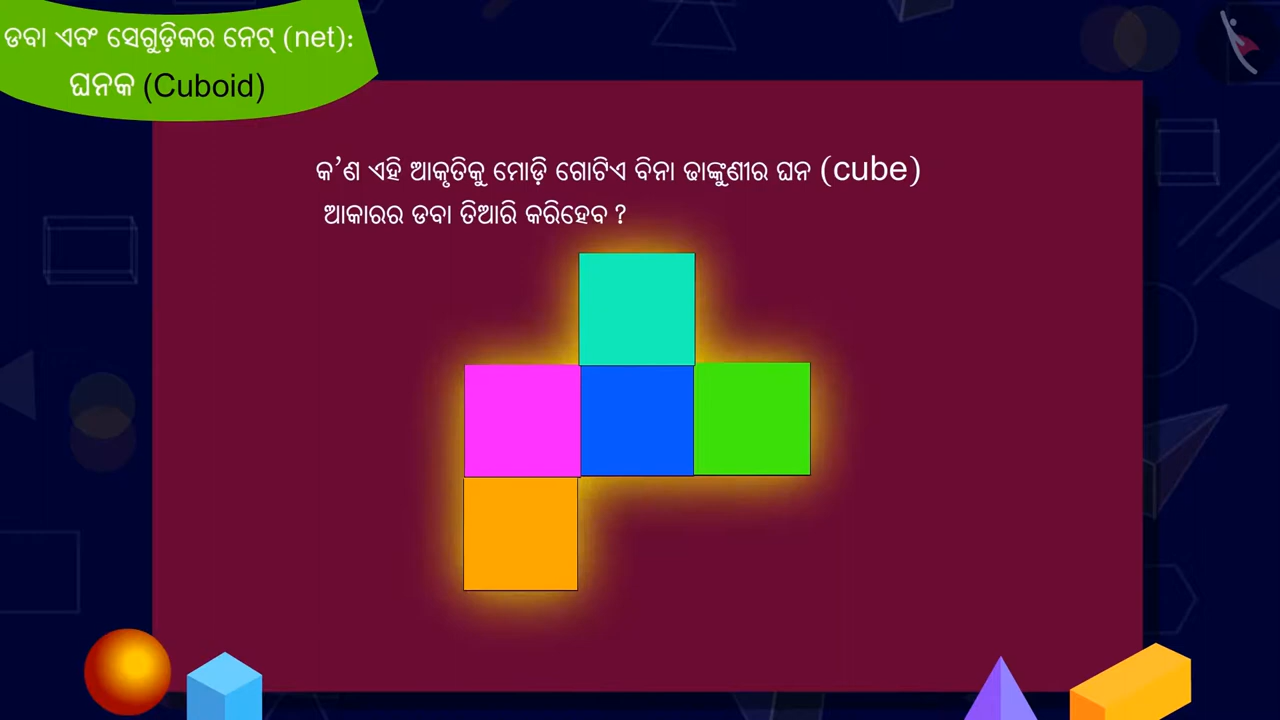 ଡବା ଏବଂ ସେଗୁଡ଼ିକର ନେଟ୍ (net):
ଘନକ (Cuboid)
କ’ଣ ଏହି ଆକୃତିକୁ ମୋଡ଼ି ଗୋଟିଏ ବିନା ଢାଙ୍କୁଣୀର ଘନ (cube)
ଆକାରର ଡବା ତିଆରି କରିହେବ ?